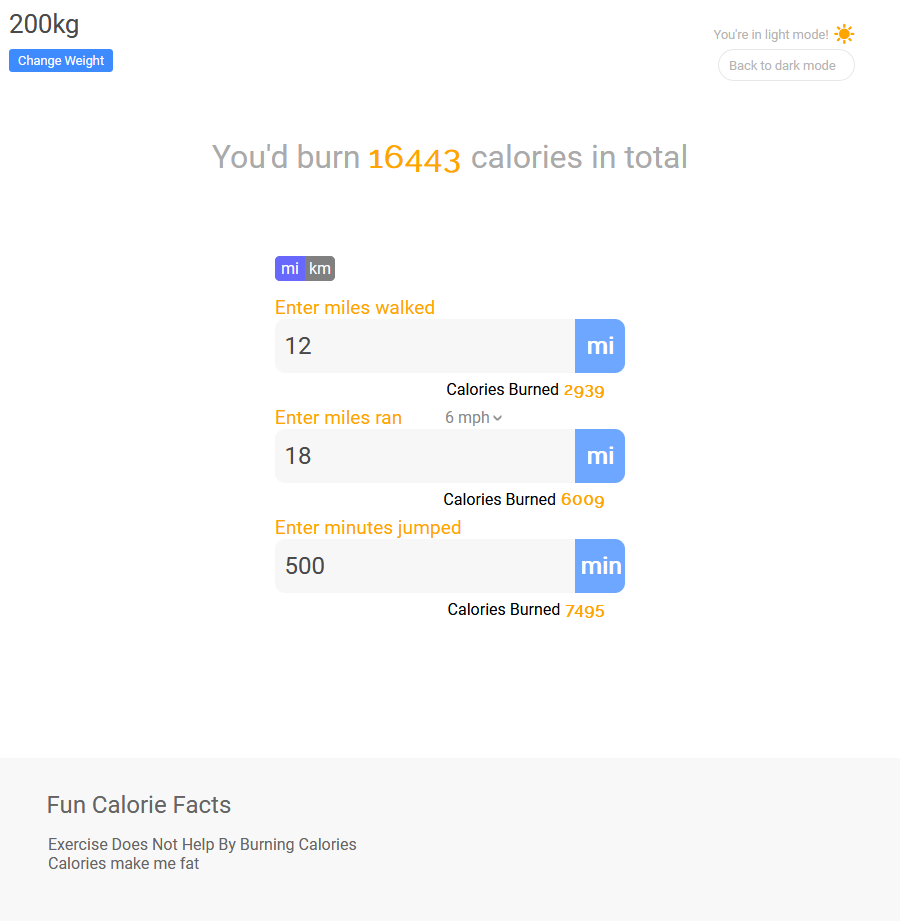 200kg
Change Weight
You're in light mode!
Back to dark mode
You'd burn 16443 calories in total
mi km
Enter miles walked
12 mi
Calories Burned 2939
Enter miles ran 6 mph
18 mi
Calories Burned 6009
Enter minutes jumped
500 min
Calories Burned 7495
Fun Calorie Facts
Exercise Does Not Help By Burning Calories
Calories make me fat